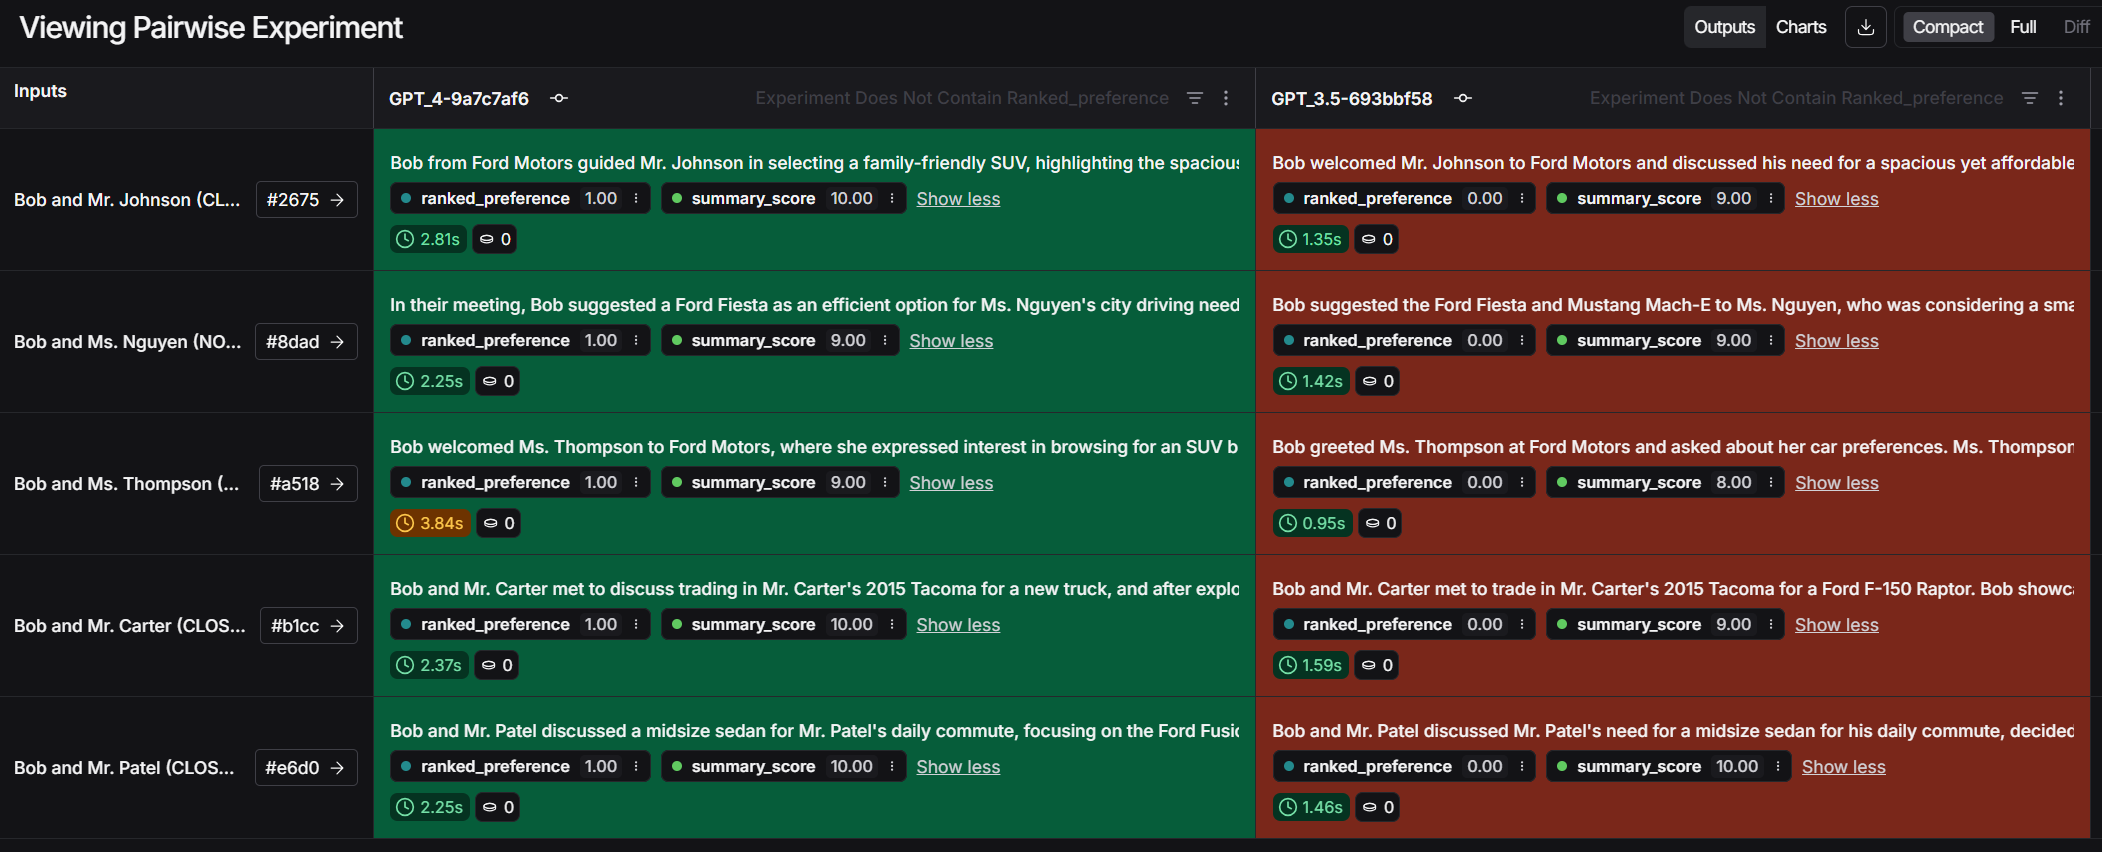 Viewing Pairwise Experiment
Outputs Charts Compact Full Diff
Inputs
GPT_4-9a7c7af6 Experiment Does Not Contain Ranked_preference
GPT_3.5-693bbf58 Experiment Does Not Contain Ranked_preference
Bob and Mr. Johnson (CL... #2675 →
Bob from Ford Motors guided Mr. Johnson in selecting a family-friendly SUV, highlighting the spacious
ranked_preference 1.00 summary_score 10.00 Show less
2.81s 0
Bob welcomed Mr. Johnson to Ford Motors and discussed his need for a spacious yet affordable
ranked_preference 0.00 summary_score 9.00 Show less
1.35s 0
Bob and Ms. Nguyen (NO... #8dad →
In their meeting, Bob suggested a Ford Fiesta as an efficient option for Ms. Nguyen's city driving need
ranked_preference 1.00 summary_score 9.00 Show less
2.25s 0
Bob suggested the Ford Fiesta and Mustang Mach-E to Ms. Nguyen, who was considering a sma
ranked_preference 0.00 summary_score 9.00 Show less
1.42s 0
Bob and Ms. Thompson (... #a518 →
Bob welcomed Ms. Thompson to Ford Motors, where she expressed interest in browsing for an SUV b
ranked_preference 1.00 summary_score 9.00 Show less
3.84s 0
Bob greeted Ms. Thompson at Ford Motors and asked about her car preferences. Ms. Thompson
ranked_preference 0.00 summary_score 8.00 Show less
0.95s 0
Bob and Mr. Carter (CLOS... #b1cc →
Bob and Mr. Carter met to discuss trading in Mr. Carter's 2015 Tacoma for a new truck, and after explo
ranked_preference 1.00 summary_score 10.00 Show less
2.37s 0
Bob and Mr. Carter met to trade in Mr. Carter's 2015 Tacoma for a Ford F-150 Raptor. Bob showca
ranked_preference 0.00 summary_score 9.00 Show less
1.59s 0
Bob and Mr. Patel (CLOS... #e6d0 →
Bob and Mr. Patel discussed a midsize sedan for Mr. Patel's daily commute, focusing on the Ford Fusio
ranked_preference 1.00 summary_score 10.00 Show less
2.25s 0
Bob and Mr. Patel discussed Mr. Patel's need for a midsize sedan for his daily commute, decided
ranked_preference 0.00 summary_score 10.00 Show less
1.46s 0